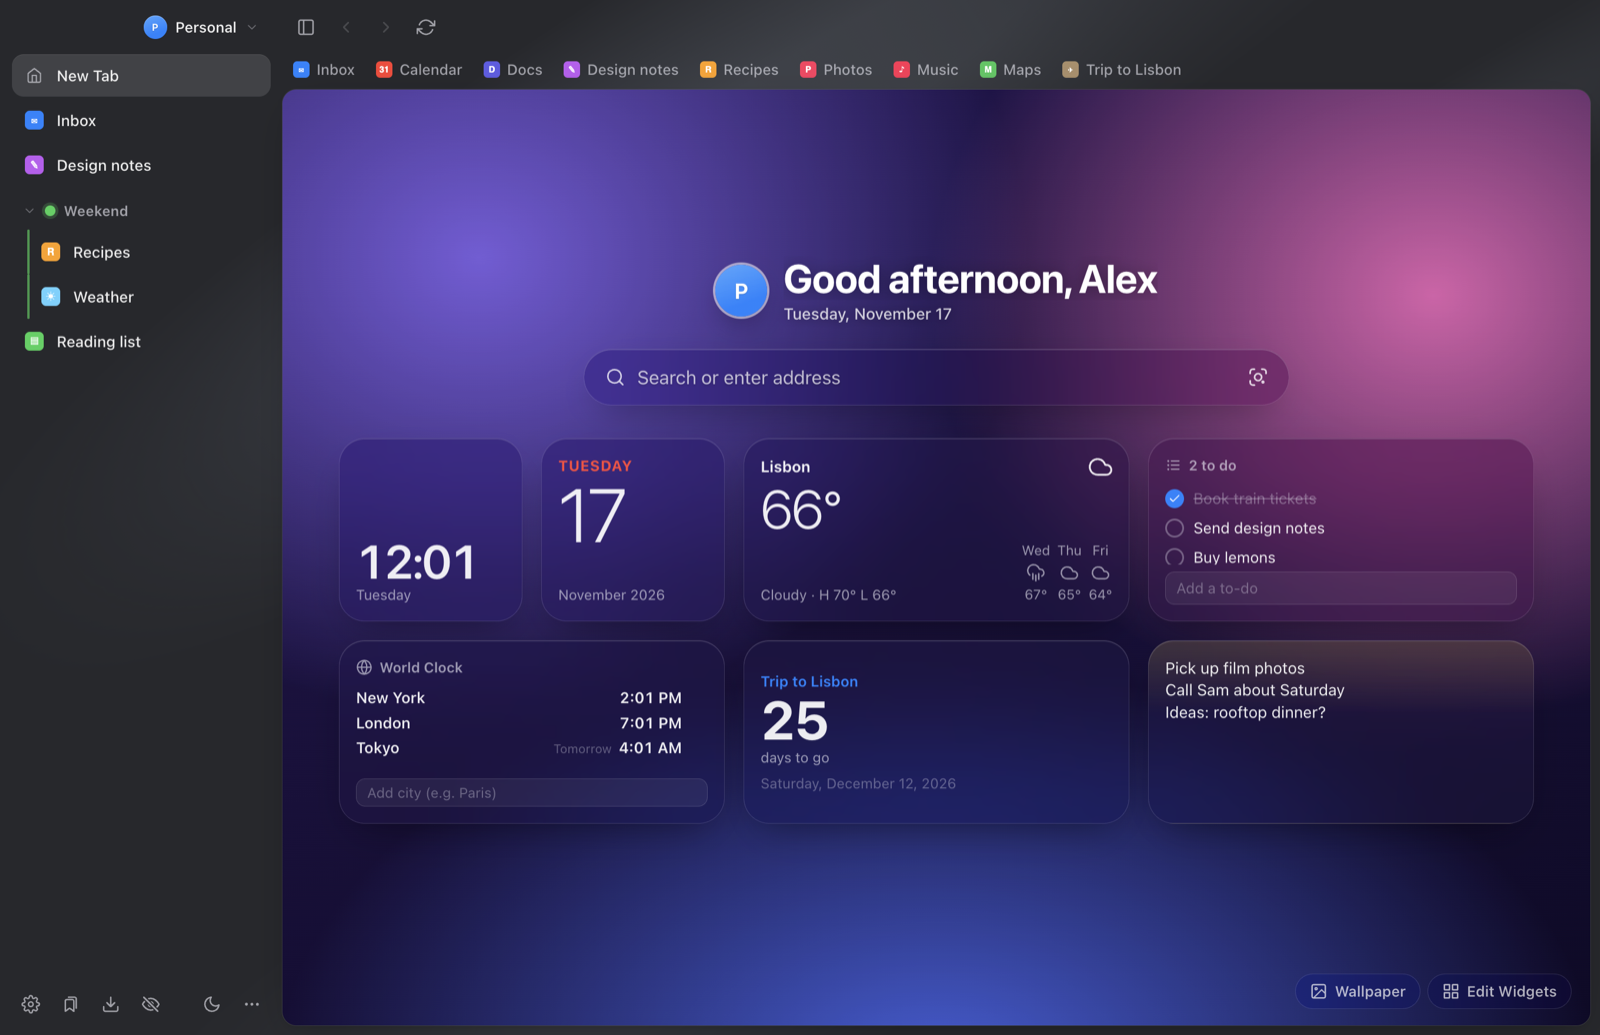 P Personal
New Tab
Inbox
Design notes
Weekend
R Recipes
Weather
Reading list
Inbox
31 Calendar
D Docs
Design notes
R Recipes
P Photos
Music
M Maps
Trip to Lisbon
P
Good afternoon, Alex
Tuesday, November 17
Search or enter address
12:01
Tuesday
TUESDAY
17
November 2026
Lisbon
66°
Cloudy · H 70° L 66°
Wed Thu Fri
67° 65° 64°
2 to do
Book train tickets
Send design notes
Buy lemons
Add a to-do
World Clock
New York 2:01 PM
London 7:01 PM
Tokyo Tomorrow 4:01 AM
Add city (e.g. Paris)
Trip to Lisbon
25
days to go
Saturday, December 12, 2026
Pick up film photos
Call Sam about Saturday
Ideas: rooftop dinner?
Wallpaper
Edit Widgets